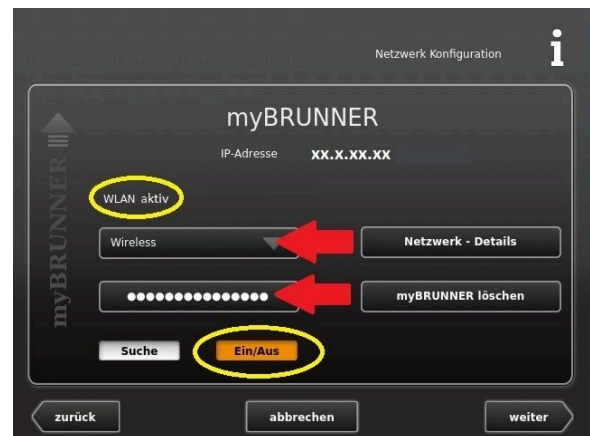 Netzwerk Konfiguration
i
myBRUNNER
myBRUNNER
IP-Adresse xx.x.xx.xx
WLAN aktiv
Wireless
Netzwerk - Details
●●●●●●●●●●●●●●●
myBRUNNER löschen
Suche
Ein/Aus
zurück
abbrechen
weiter